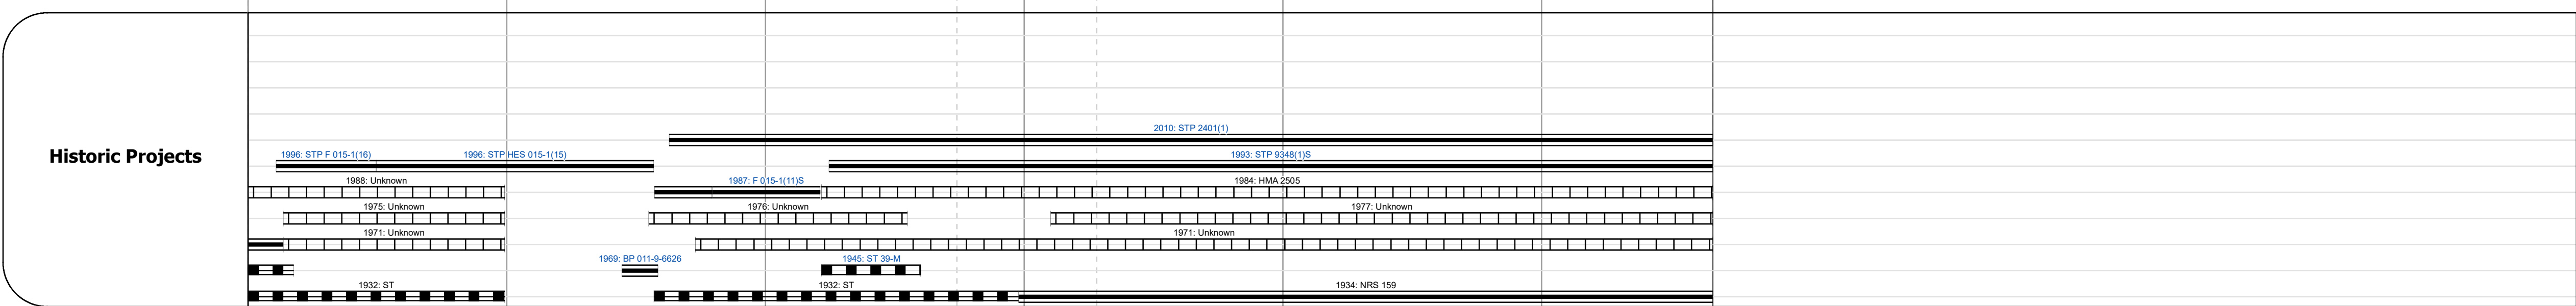 Historic Projects
2010: STP 2401(1)
1996: STP F 015-1(16) 1996: STP HES 015-1(15) 1993: STP 9348(1)S
1988: Unknown 1987: F 015-1(11)S 1984: HMA 2505
1975: Unknown 1976: Unknown 1977: Unknown
1971: Unknown 1971: Unknown
1969: BP 011-9-6626 1945: ST 39-M
1932: ST 1932: ST 1934: NRS 159